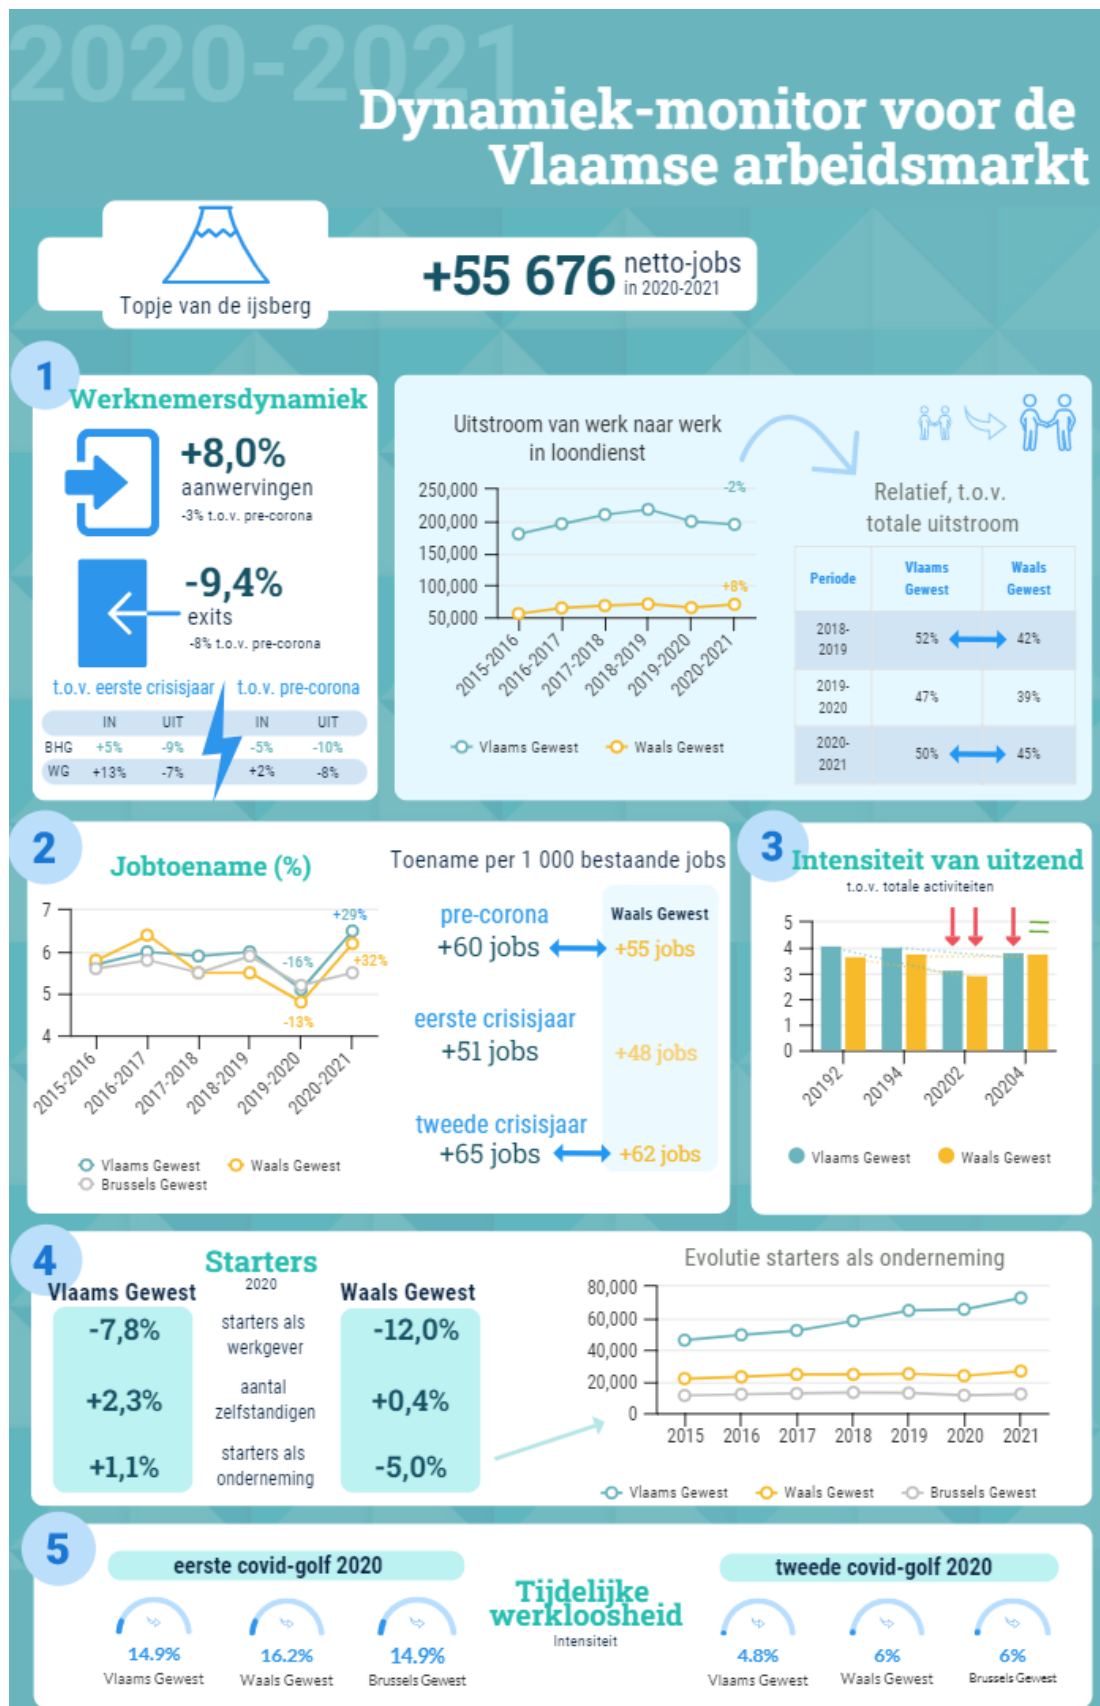 2020-2021
Dynamiek-monitor voor de
Vlaamse arbeidsmarkt
Topje van de ijsberg
+55 676 netto-jobs
in 2020-2021
1
Werknemersdynamiek
+8,0%
aanwervingen
-3% t.o.v. pre-corona
-9,4%
exits
-8% t.o.v. pre-corona
t.o.v. eerste crisisjaar t.o.v. pre-corona
IN UIT IN UIT
BHG +5% -9% -5% -10%
WG +13% -7% +2% -8%
Uitstroom van werk naar werk
in loondienst
250,000
200,000
150,000
100,000
50,000
-2%
+8%
2015-2016
2016-2017
2017-2018
2018-2019
2019-2020
2020-2021
Vlaams Gewest Waals Gewest
Relatief, t.o.v.
totale uitstroom
Periode Vlaams Gewest Waals Gewest
2018-2019 52% 42%
2019-2020 47% 39%
2020-2021 50% 45%
2
Jobtoename (%)
7
6
5
4
+29%
-16%
+32%
-13%
2015-2016
2016-2017
2017-2018
2018-2019
2019-2020
2020-2021
Vlaams Gewest Waals Gewest
Brussels Gewest
Toename per 1 000 bestaande jobs
Waals Gewest
pre-corona
+60 jobs +55 jobs
eerste crisisjaar
+51 jobs +48 jobs
tweede crisisjaar
+65 jobs +62 jobs
3
Intensiteit van uitzend
t.o.v. totale activiteiten
5
4
3
2
1
0
20192
20194
20202
20204
Vlaams Gewest Waals Gewest
4
Starters
2020
Vlaams Gewest Waals Gewest
-7,8% starters als werkgever -12,0%
+2,3% aantal zelfstandigen +0,4%
+1,1% starters als onderneming -5,0%
Evolutie starters als onderneming
80,000
60,000
40,000
20,000
0
2015 2016 2017 2018 2019 2020 2021
Vlaams Gewest Waals Gewest Brussels Gewest
5
eerste covid-golf 2020
14.9% 16.2% 14.9%
Vlaams Gewest Waals Gewest Brussels Gewest
Tijdelijke
werkloosheid
Intensiteit
tweede covid-golf 2020
4.8% 6% 6%
Vlaams Gewest Waals Gewest Brussels Gewest